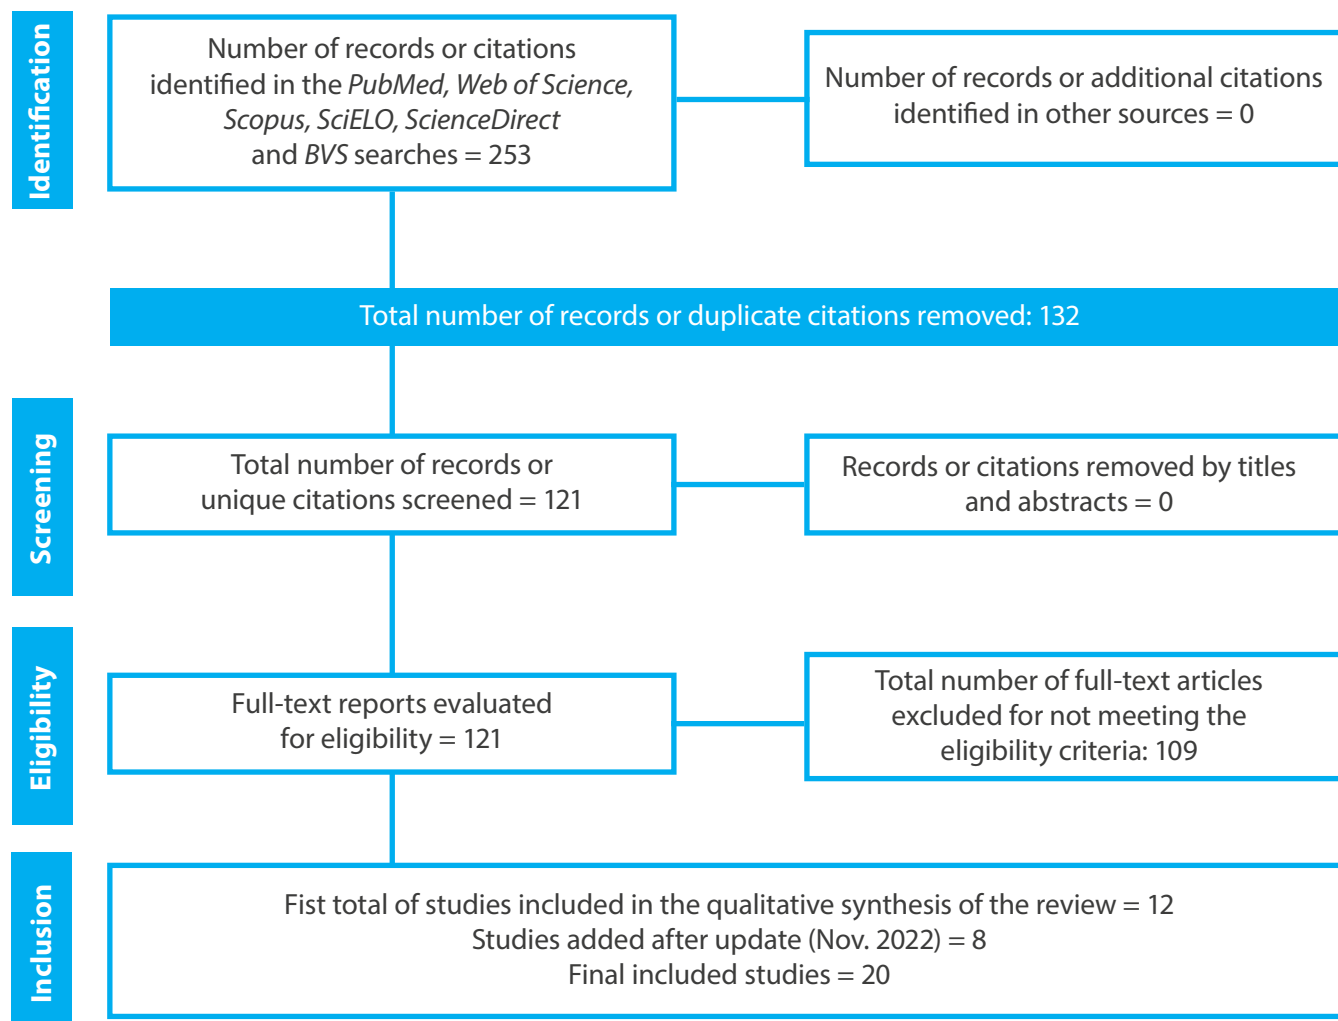 Identification
Number of records or citations
identified in the PubMed, Web of Science,
Scopus, SciELO, ScienceDirect
and BVS searches = 253
Number of records or additional citations
identified in other sources = 0
Total number of records or duplicate citations removed: 132
Screening
Total number of records or
unique citations screened = 121
Records or citations removed by titles
and abstracts = 0
Eligibility
Full-text reports evaluated
for eligibility = 121
Total number of full-text articles
excluded for not meeting the
eligibility criteria: 109
Inclusion
Fist total of studies included in the qualitative synthesis of the review = 12
Studies added after update (Nov. 2022) = 8
Final included studies = 20